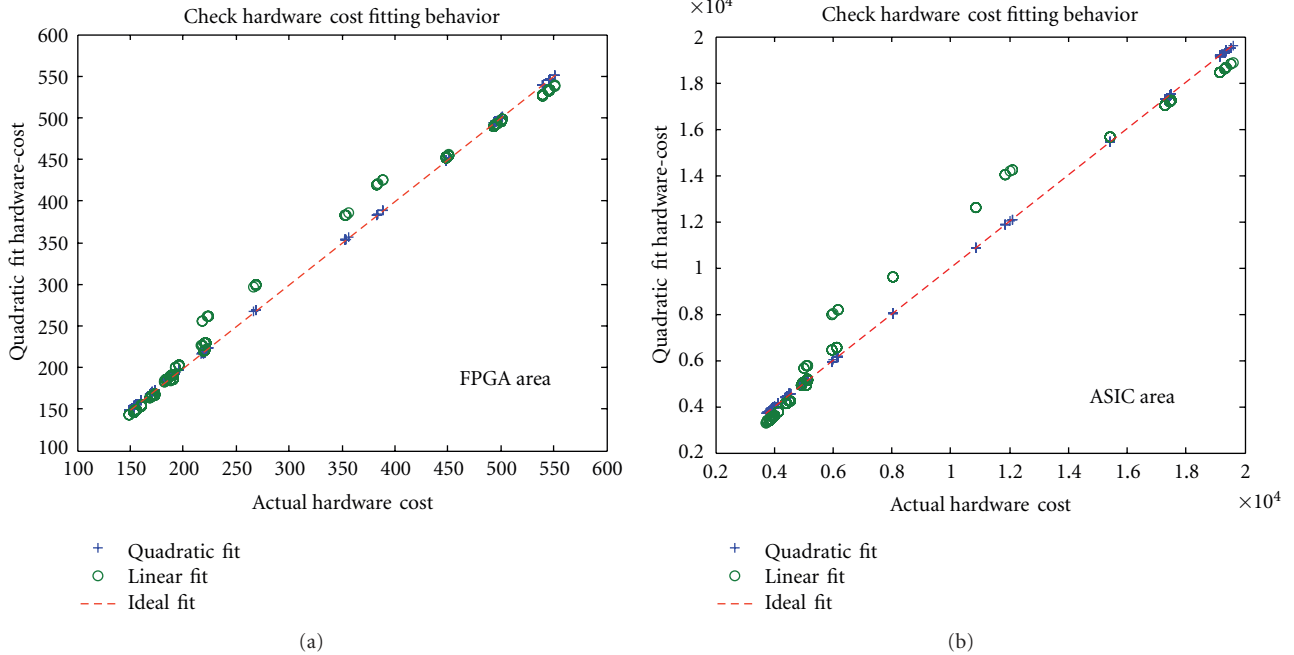 Check hardware cost fitting behavior
600
550
500
450
400
350
300
250
200
150
100
Quadratic fit hardware-cost
FPGA area
100 150 200 250 300 350 400 450 500 550 600
Actual hardware cost
+ Quadratic fit
Linear fit
Ideal fit
(a)
×10⁴
Check hardware cost fitting behavior
2
1.8
1.6
1.4
1.2
1
0.8
0.6
0.4
0.2
Quadratic fit hardware-cost
ASIC area
0.2 0.4 0.6 0.8 1 1.2 1.4 1.6 1.8 2
×10⁴
Actual hardware cost
+ Quadratic fit
Linear fit
Ideal fit
(b)